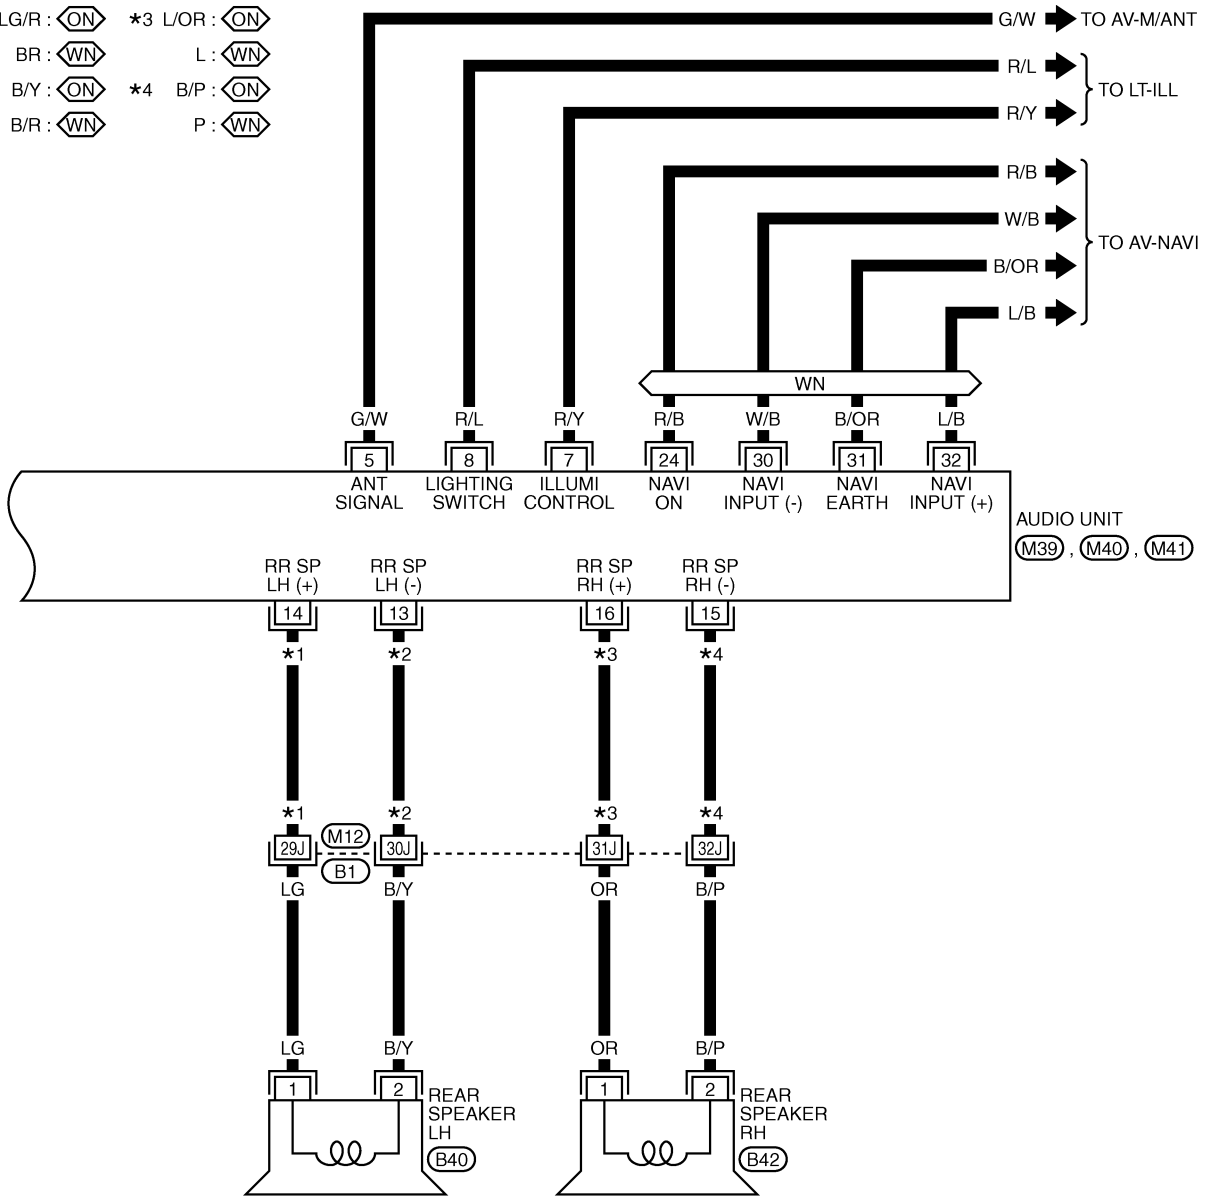 LG/R : ON *3 L/OR : ON
BR : WN L : WN
B/Y : ON *4 B/P : ON
B/R : WN P : WN
G/W TO AV-M/ANT
R/L
TO LT-ILL
R/Y
R/B
W/B
TO AV-NAVI
B/OR
L/B
WN
G/W R/L R/Y R/B W/B B/OR L/B
5 8 7 24 30 31 32
ANT SIGNAL
LIGHTING SWITCH
ILLUMI CONTROL
NAVI ON
NAVI INPUT (-)
NAVI EARTH
NAVI INPUT (+)
AUDIO UNIT
M39 , M40 , M41
RR SP LH (+)
RR SP LH (-)
RR SP RH (+)
RR SP RH (-)
14 13 16 15
*1 *2 *3 *4
*1 *2 *3 *4
M12
29J 30J 31J 32J
B1
LG B/Y OR B/P
LG B/Y OR B/P
1 2 1 2
REAR
SPEAKER
LH
B40
REAR
SPEAKER
RH
B42